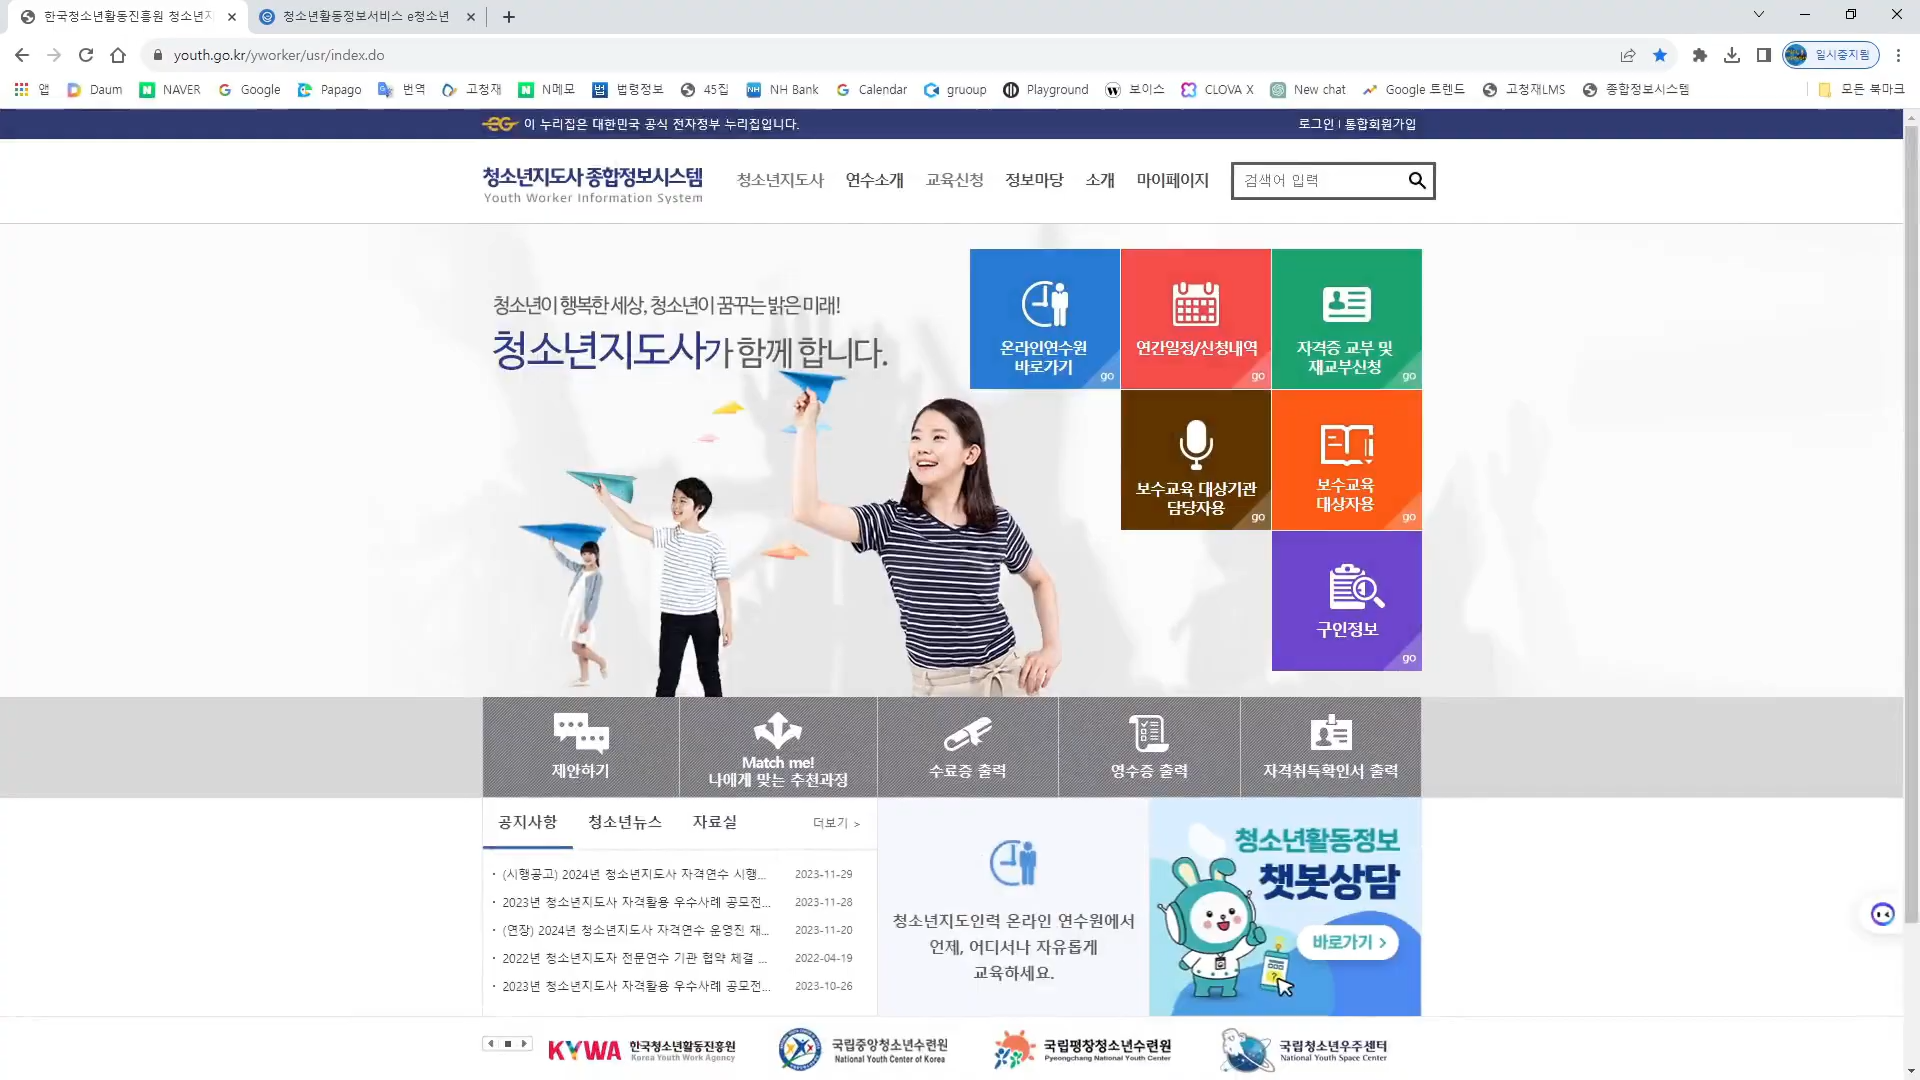 한국청소년활동진흥원 청소년지
청소년활동정보서비스 e청소년
youth.go.kr/yworker/usr/index.do
일시중지됨
앱 Daum NAVER Google Papago 번역 고청재 N메모 법령정보 45집 NH Bank Calendar gruoup Playground 보이스 CLOVA X New chat Google 트렌드 고청재LMS 종합정보시스템 모든 북마크
이 누리집은 대한민국 공식 전자정부 누리집입니다.
로그인 | 통합회원가입
청소년지도사 종합정보시스템
Youth Worker Information System
청소년지도사 연수소개 교육신청 정보마당 소개 마이페이지
검색어 입력
청소년이 행복한 세상, 청소년이 꿈꾸는 밝은 미래!
청소년지도사가 함께 합니다.
온라인연수원
바로가기
go
연간일정/신청내역
go
자격증 교부 및
재교부신청
go
보수교육 대상기관
담당자용
go
보수교육
대상자용
go
구인정보
go
제안하기
Match me!
나에게 맞는 추천과정
수료증 출력
영수증 출력
자격취득확인서 출력
공지사항 청소년뉴스 자료실 더보기 >
· (시행공고) 2024년 청소년지도사 자격연수 시행... 2023-11-29
· 2023년 청소년지도사 자격활용 우수사례 공모전... 2023-11-28
· (연장) 2024년 청소년지도사 자격연수 운영진 채... 2023-11-20
· 2022년 청소년지도자 전문연수 기관 협약 체결 ... 2022-04-19
· 2023년 청소년지도사 자격활용 우수사례 공모전... 2023-10-26
청소년지도인력 온라인 연수원에서
언제, 어디서나 자유롭게
교육하세요.
청소년활동정보
챗봇상담
바로가기 >
KYWA 한국청소년활동진흥원
Korea Youth Work Agency
국립중앙청소년수련원
National Youth Center of Korea
국립평창청소년수련원
Pyeongchang National Youth Center
국립청소년우주센터
National Youth Space Center